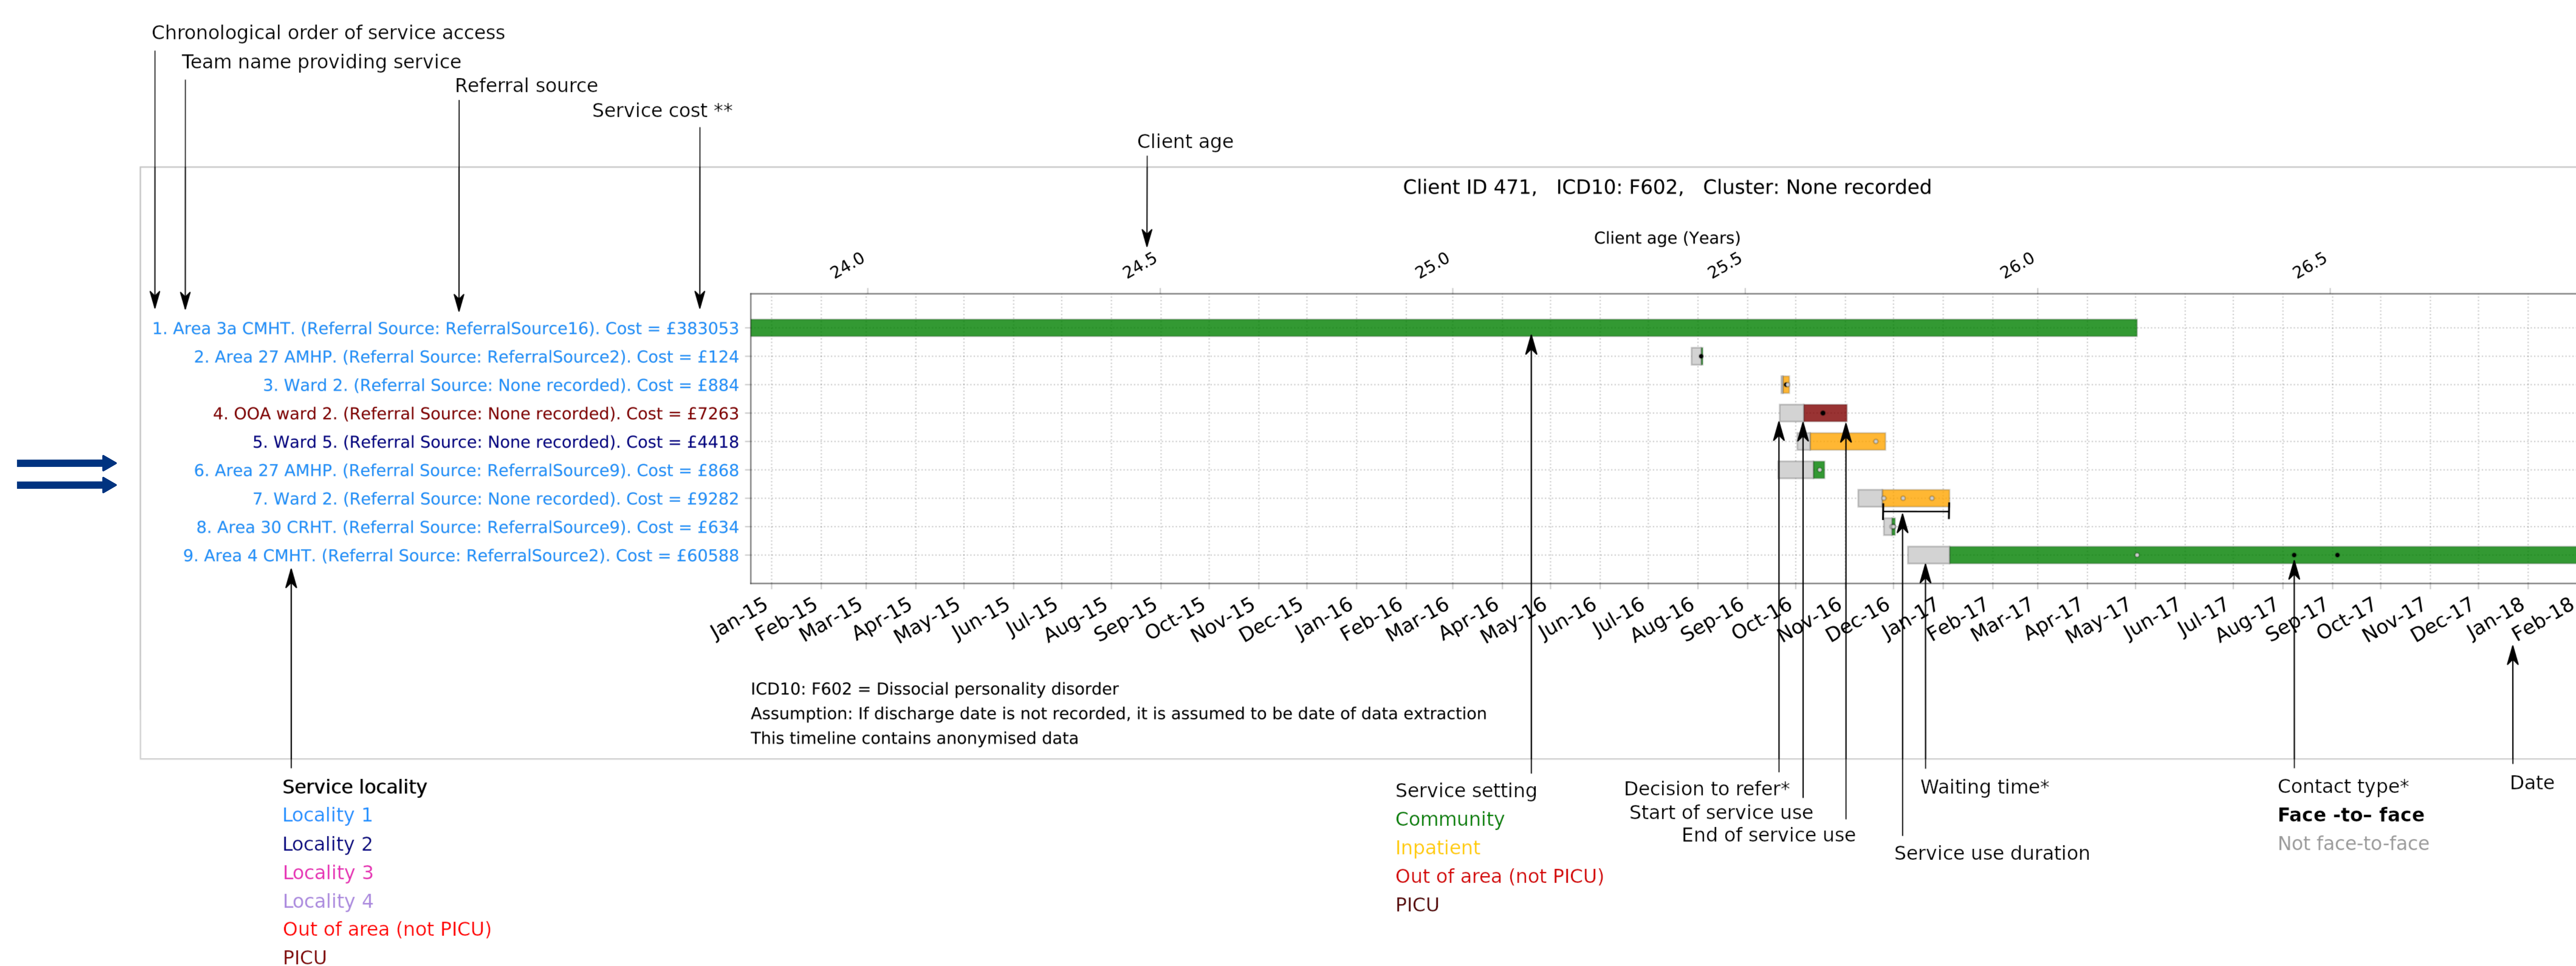 Chronological order of service access
Team name providing service
Referral source
Service cost **
Client age
Client ID 471,   ICD10: F602,   Cluster: None recorded
Client age (Years)
24.0 24.5 25.0 25.5 26.0 26.5
1. Area 3a CMHT. (Referral Source: ReferralSource16). Cost = £383053
2. Area 27 AMHP. (Referral Source: ReferralSource2). Cost = £124
3. Ward 2. (Referral Source: None recorded). Cost = £884
4. OOA ward 2. (Referral Source: None recorded). Cost = £7263
5. Ward 5. (Referral Source: None recorded). Cost = £4418
6. Area 27 AMHP. (Referral Source: ReferralSource9). Cost = £868
7. Ward 2. (Referral Source: None recorded). Cost = £9282
8. Area 30 CRHT. (Referral Source: ReferralSource9). Cost = £634
9. Area 4 CMHT. (Referral Source: ReferralSource2). Cost = £60588
Jan-15 Feb-15 Mar-15 Apr-15 May-15 Jun-15 Jul-15 Aug-15 Sep-15 Oct-15 Nov-15 Dec-15 Jan-16 Feb-16 Mar-16 Apr-16 May-16 Jun-16 Jul-16 Aug-16 Sep-16 Oct-16 Nov-16 Dec-16 Jan-17 Feb-17 Mar-17 Apr-17 May-17 Jun-17 Jul-17 Aug-17 Sep-17 Oct-17 Nov-17 Dec-17 Jan-18 Feb-18
ICD10: F602 = Dissocial personality disorder
Assumption: If discharge date is not recorded, it is assumed to be date of data extraction
This timeline contains anonymised data
Service locality
Locality 1
Locality 2
Locality 3
Locality 4
Out of area (not PICU)
PICU
Service setting
Community
Inpatient
Out of area (not PICU)
PICU
Decision to refer*
Start of service use
End of service use
Waiting time*
Service use duration
Contact type*
Face -to– face
Not face-to-face
Date